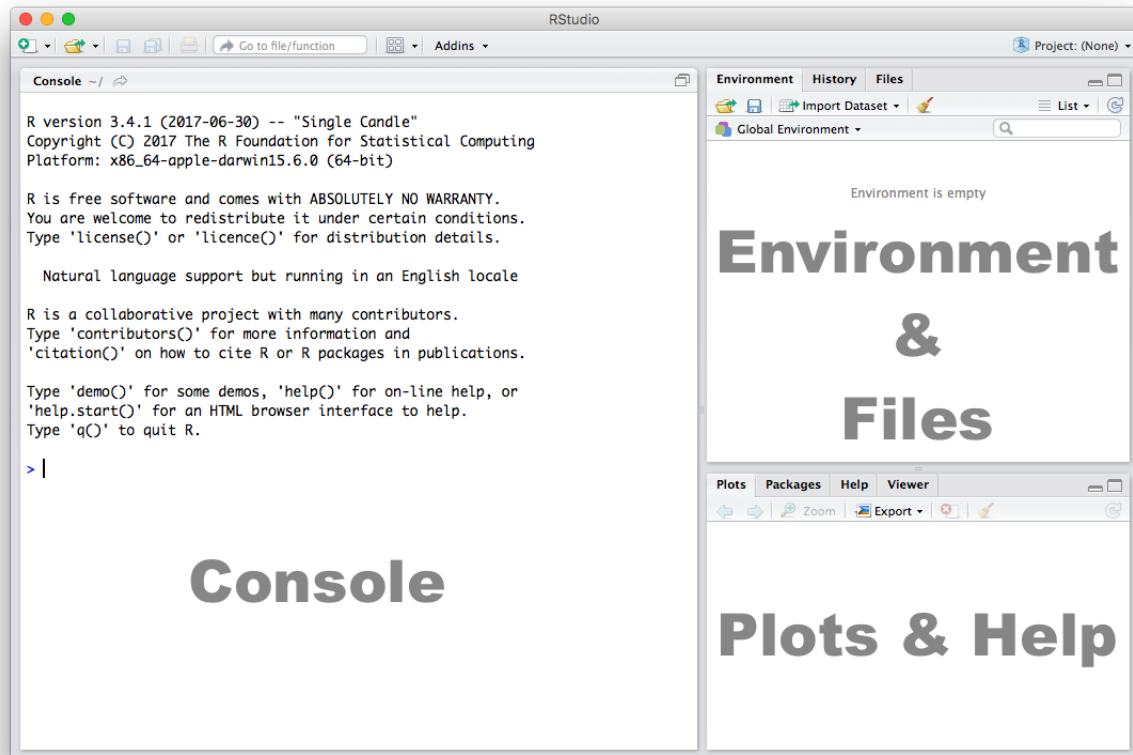 RStudio
Go to file/function
Addins
Project: (None)
Console ~/
R version 3.4.1 (2017-06-30) -- "Single Candle"
Copyright (C) 2017 The R Foundation for Statistical Computing
Platform: x86_64-apple-darwin15.6.0 (64-bit)
R is free software and comes with ABSOLUTELY NO WARRANTY.
You are welcome to redistribute it under certain conditions.
Type 'license()' or 'licence()' for distribution details.
Natural language support but running in an English locale
R is a collaborative project with many contributors.
Type 'contributors()' for more information and
'citation()' on how to cite R or R packages in publications.
Type 'demo()' for some demos, 'help()' for on-line help, or
'help.start()' for an HTML browser interface to help.
Type 'q()' to quit R.
>
Console
Environment History Files
Import Dataset List
Global Environment
Environment is empty
Environment
&
Files
Plots Packages Help Viewer
Zoom Export
Plots & Help